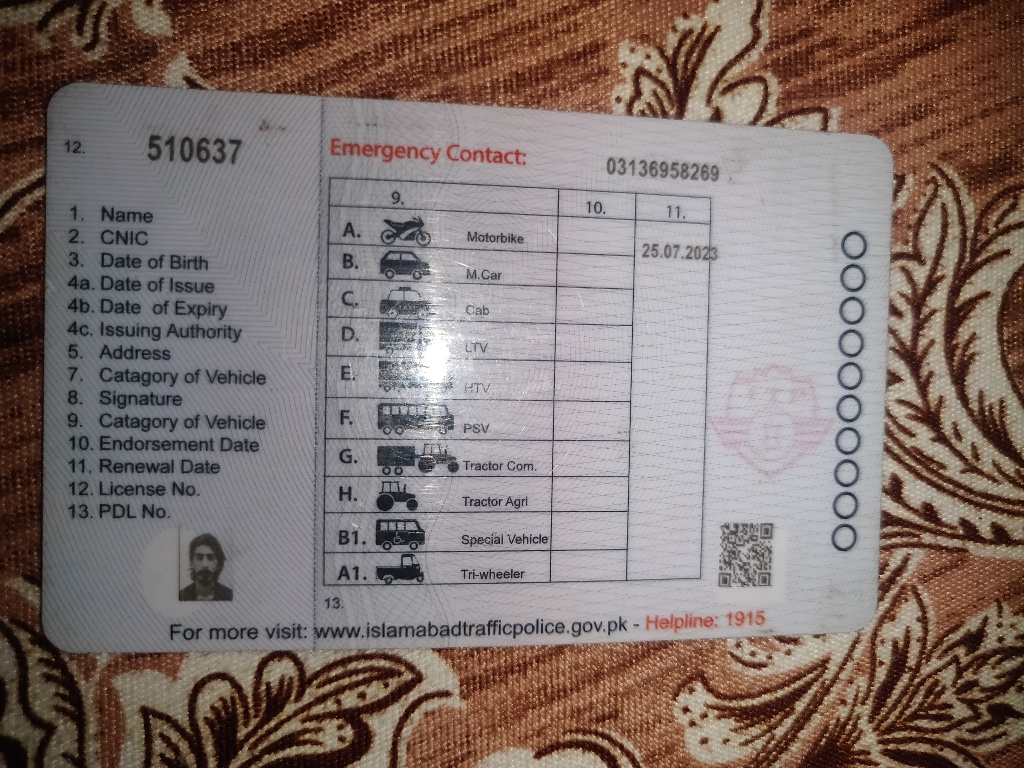 12. 510637
Emergency Contact: 03136958269
1. Name
2. CNIC
3. Date of Birth
4a. Date of Issue
4b. Date of Expiry
4c. Issuing Authority
5. Address
7. Catagory of Vehicle
8. Signature
9. Catagory of Vehicle
10. Endorsement Date
11. Renewal Date
12. License No.
13. PDL No.
9. 10. 11.
A. Motorbike 25.07.2023
B. M.Car
C. Cab
D. LTV
E. HTV
F. PSV
G. Tractor Com.
H. Tractor Agri
B1. Special Vehicle
A1. Tri-wheeler
13.
For more visit: www.islamabadtrafficpolice.gov.pk - Helpline: 1915